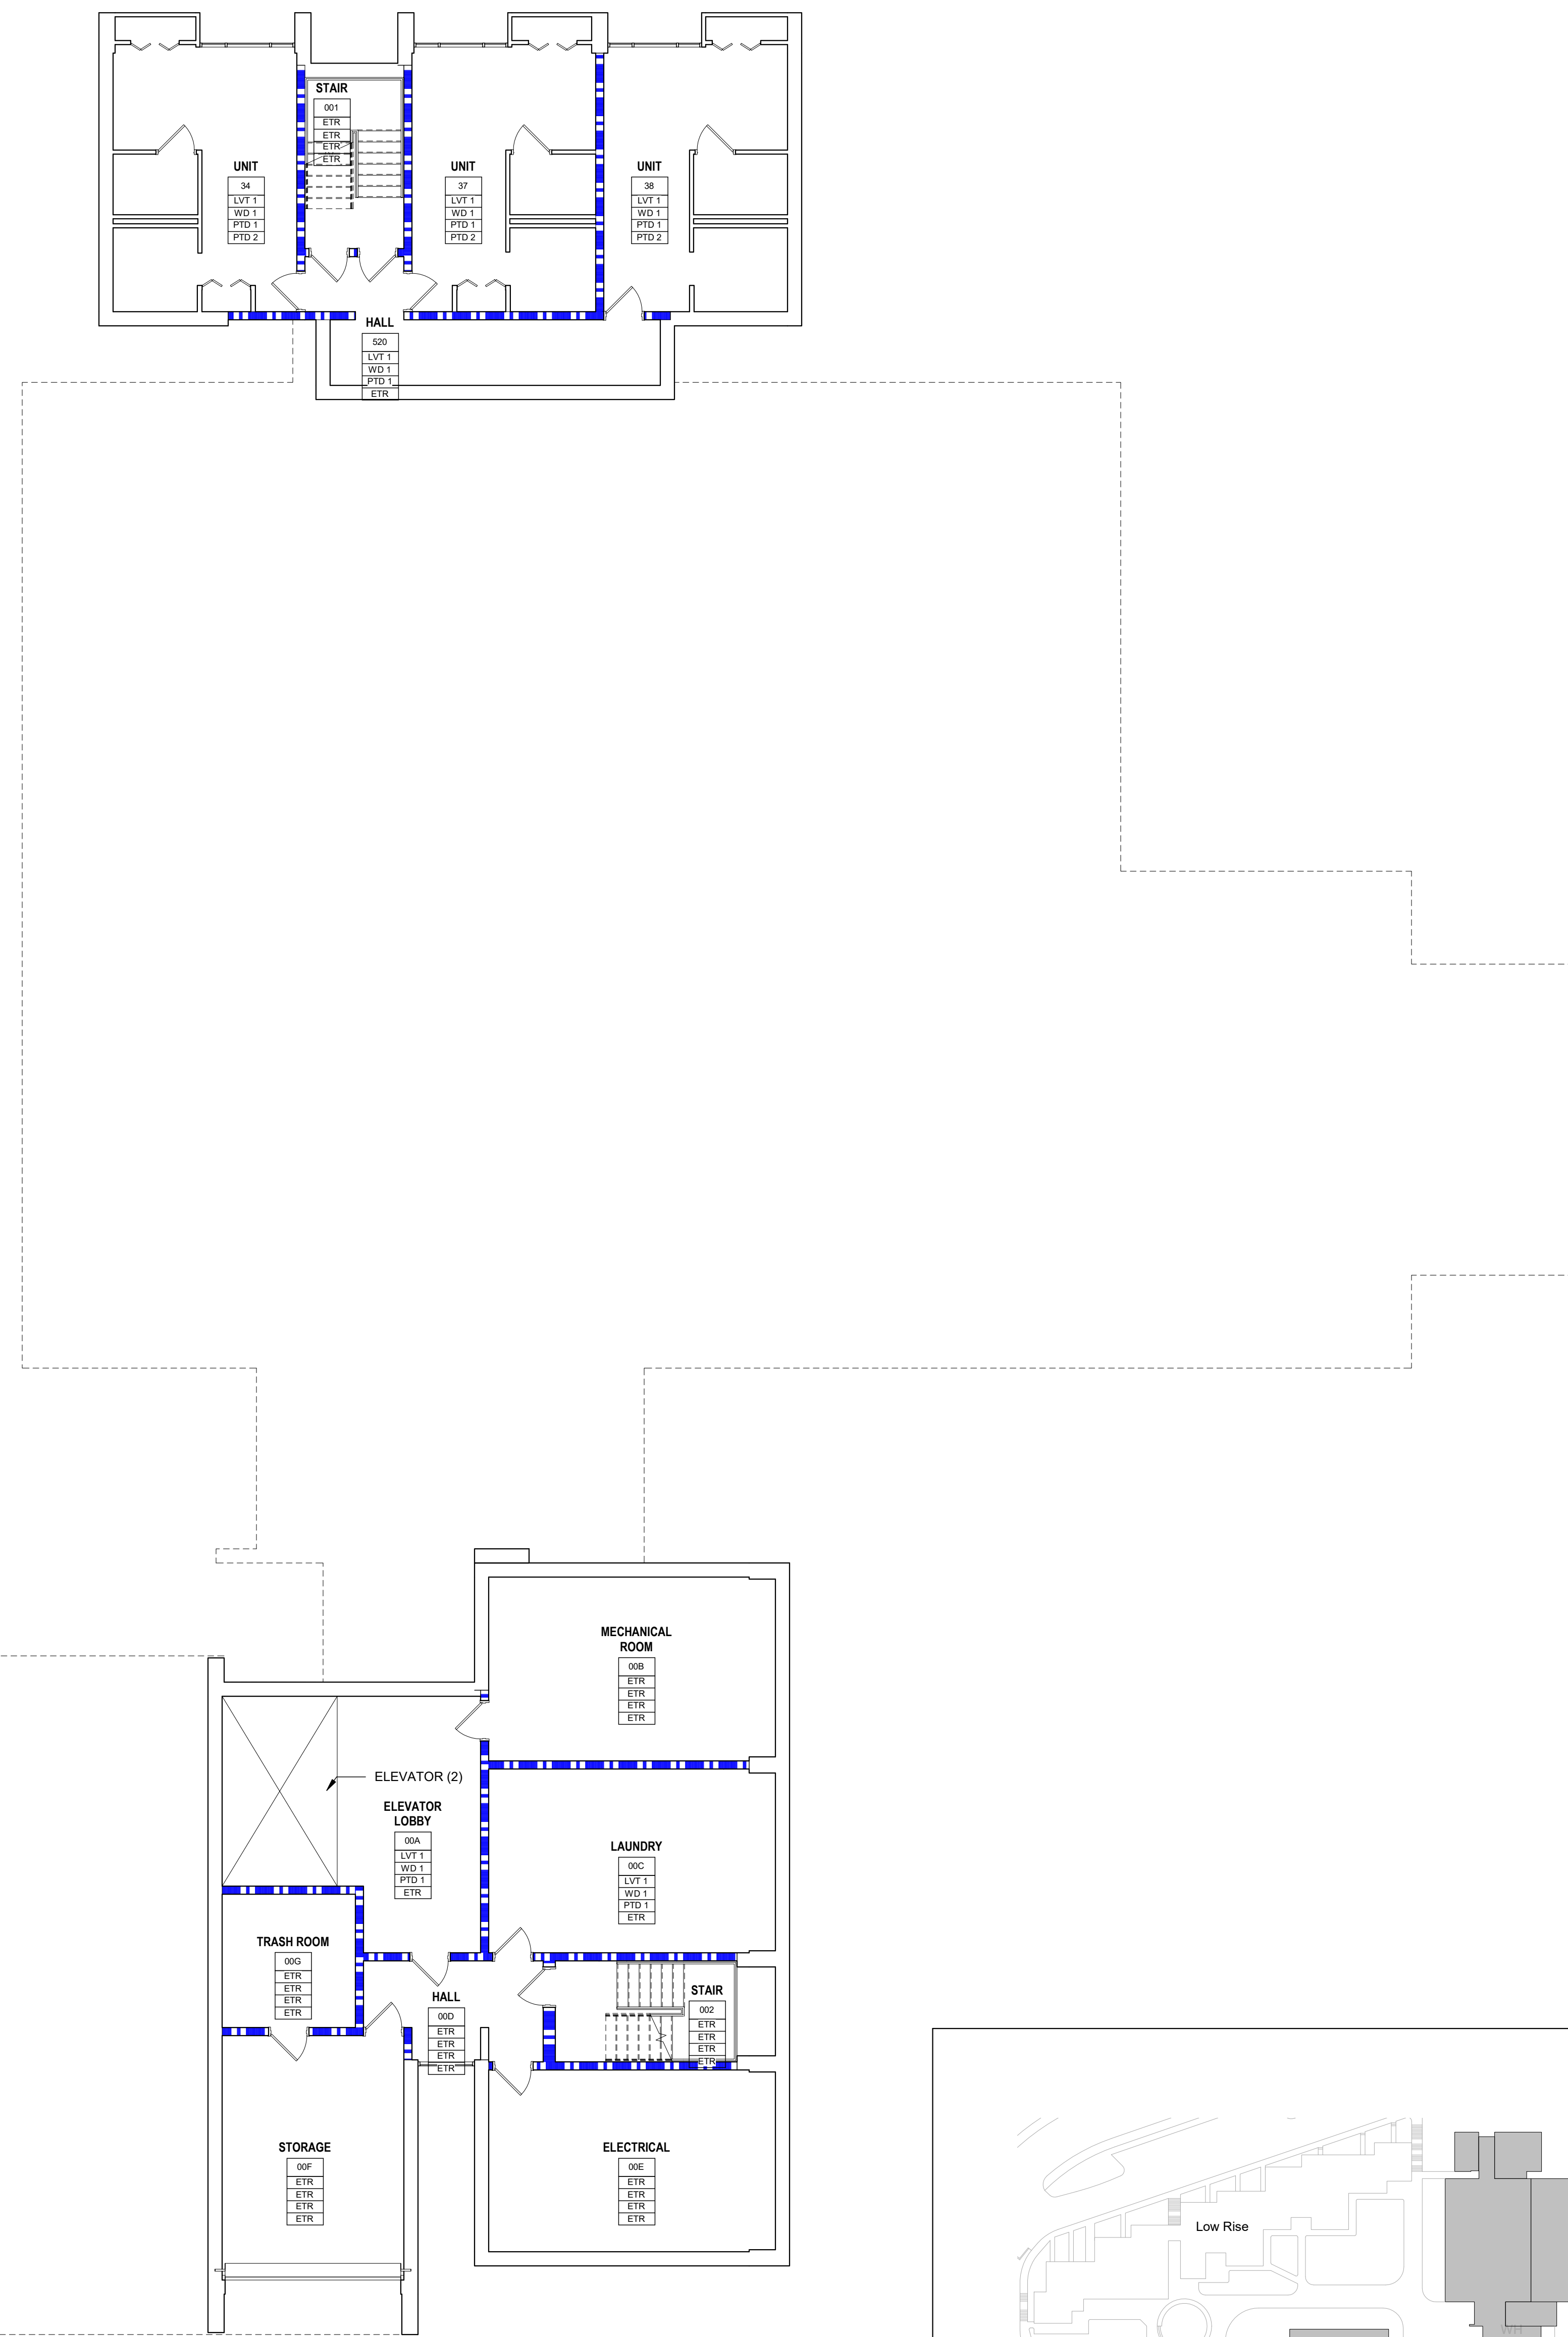 STAIR
001
ETR
ETR
ETR
ETR
UNIT
34
LVT 1
WD 1
PTD 1
PTD 2
UNIT
37
LVT 1
WD 1
PTD 1
PTD 2
UNIT
38
LVT 1
WD 1
PTD 1
PTD 2
HALL
520
LVT 1
WD 1
PTD 1
ETR
MECHANICAL
ROOM
00B
ETR
ETR
ETR
ETR
ELEVATOR (2)
ELEVATOR
LOBBY
00A
LVT 1
WD 1
PTD 1
ETR
LAUNDRY
00C
LVT 1
WD 1
PTD 1
ETR
TRASH ROOM
00G
ETR
ETR
ETR
ETR
HALL
00D
ETR
ETR
ETR
ETR
STAIR
002
ETR
ETR
ETR
ETR
STORAGE
00F
ETR
ETR
ETR
ETR
ELECTRICAL
00E
ETR
ETR
ETR
ETR
Low Rise
WH